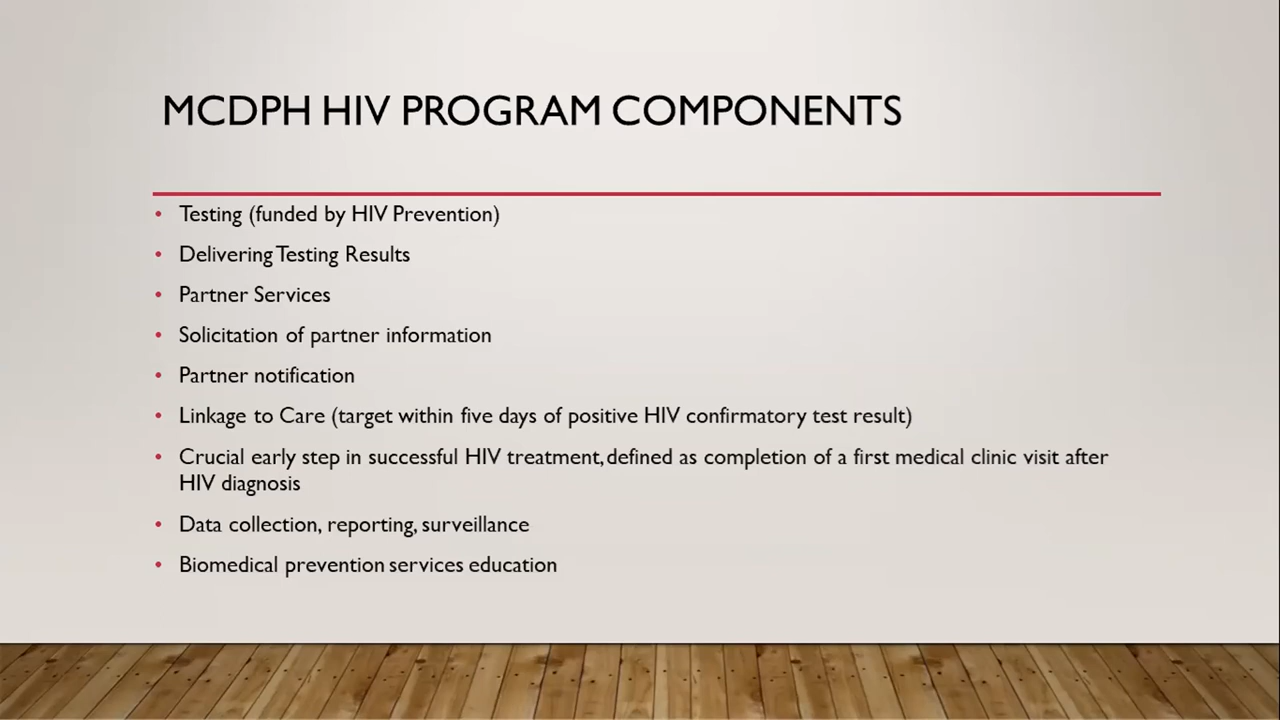 MCDPH HIV PROGRAM COMPONENTS
• Testing (funded by HIV Prevention)
• Delivering Testing Results
• Partner Services
• Solicitation of partner information
• Partner notification
• Linkage to Care (target within five days of positive HIV confirmatory test result)
• Crucial early step in successful HIV treatment, defined as completion of a first medical clinic visit after
HIV diagnosis
• Data collection, reporting, surveillance
• Biomedical prevention services education